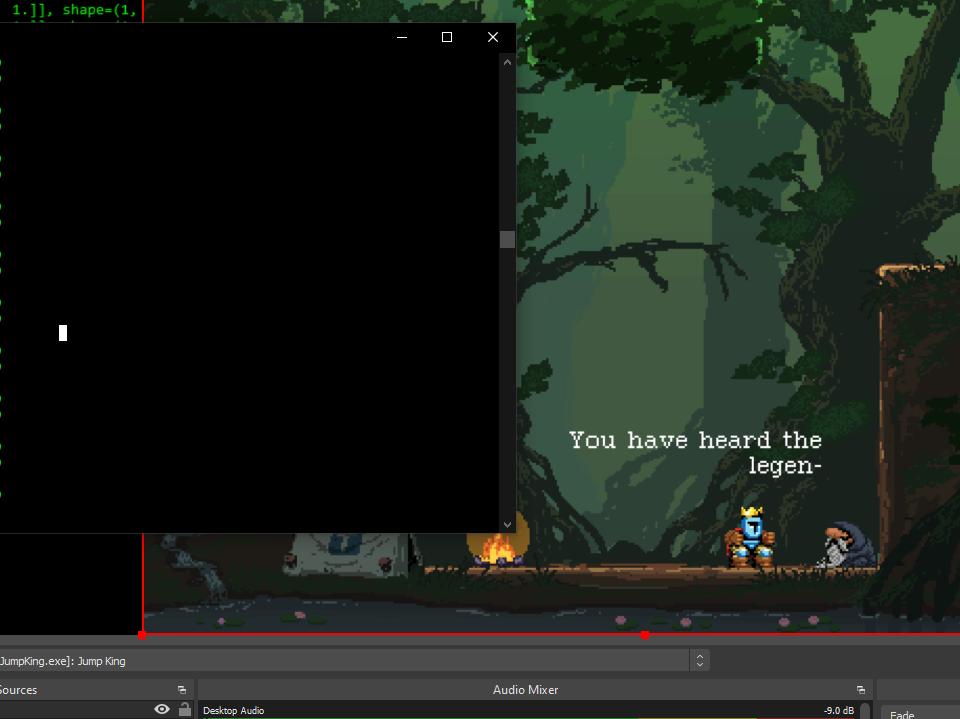 1.]], shape=(1,
You have heard the
legen-
JumpKing.exe]: Jump King
Sources
Audio Mixer
Desktop Audio
-9.0 dB
Fade